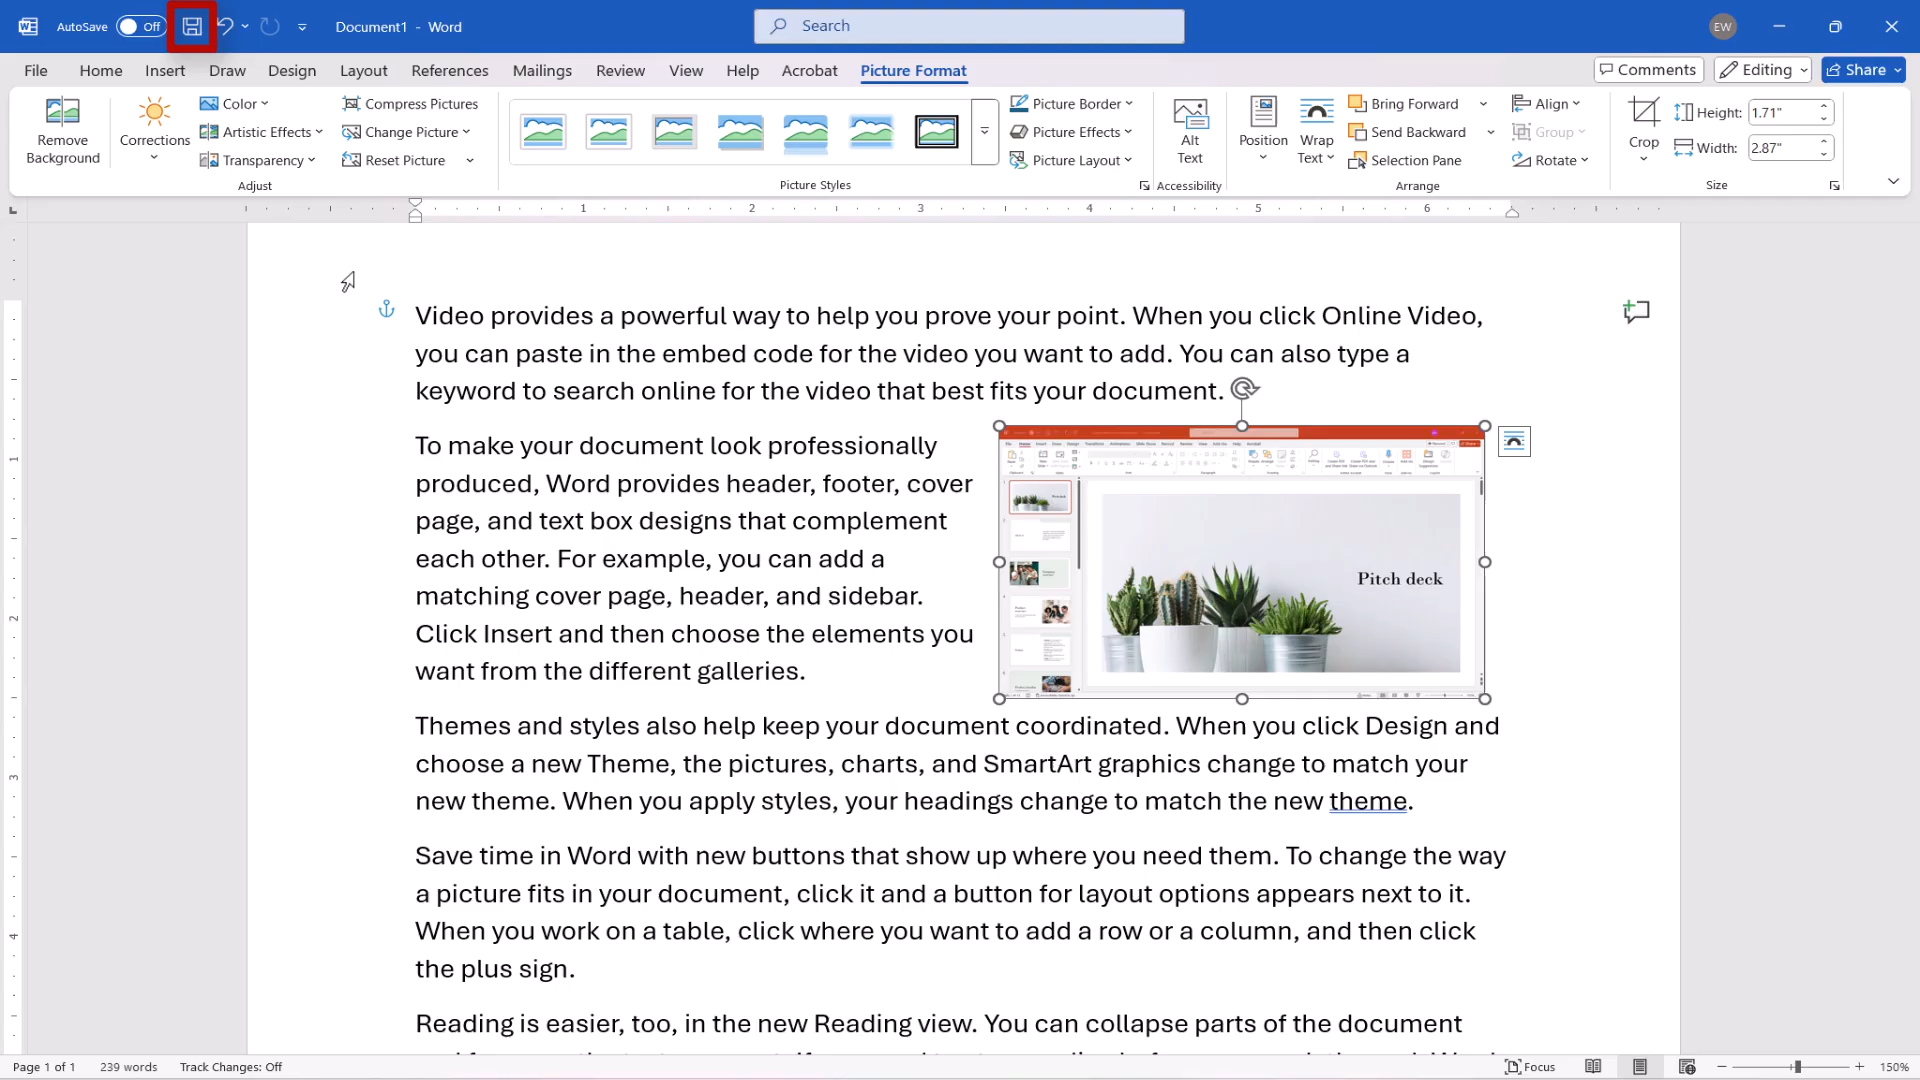 AutoSave Off Document1 - Word Search EW
File Home Insert Draw Design Layout References Mailings Review View Help Acrobat Picture Format Comments Editing Share
Remove Background
Corrections
Color
Artistic Effects
Transparency
Compress Pictures
Change Picture
Reset Picture
Adjust
Picture Styles
Picture Border
Picture Effects
Picture Layout
Alt Text
Accessibility
Position
Wrap Text
Bring Forward
Send Backward
Selection Pane
Align
Group
Rotate
Arrange
Crop
Height: 1.71"
Width: 2.87"
Size
1 2 3 4 5 6
Video provides a powerful way to help you prove your point. When you click Online Video,
you can paste in the embed code for the video you want to add. You can also type a
keyword to search online for the video that best fits your document.
To make your document look professionally
produced, Word provides header, footer, cover
page, and text box designs that complement
each other. For example, you can add a
matching cover page, header, and sidebar.
Click Insert and then choose the elements you
want from the different galleries.
Pitch deck
Themes and styles also help keep your document coordinated. When you click Design and
choose a new Theme, the pictures, charts, and SmartArt graphics change to match your
new theme. When you apply styles, your headings change to match the new theme.
Save time in Word with new buttons that show up where you need them. To change the way
a picture fits in your document, click it and a button for layout options appears next to it.
When you work on a table, click where you want to add a row or a column, and then click
the plus sign.
Reading is easier, too, in the new Reading view. You can collapse parts of the document
1
2
3
4
Page 1 of 1 239 words Track Changes: Off Focus 150%